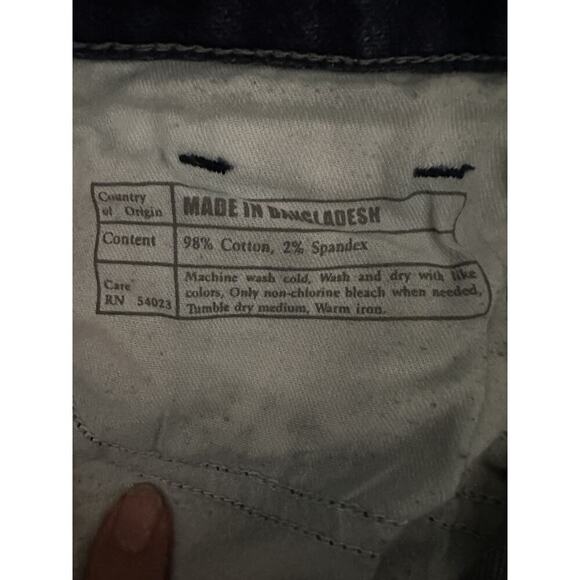 Country
of Origin
MADE IN BANGLADESH
Content
98% Cotton, 2% Spandex
Care
RN 54023
Machine wash cold, Wash and dry with like
colors, Only non-chlorine bleach when needed,
Tumble dry medium, Warm iron.